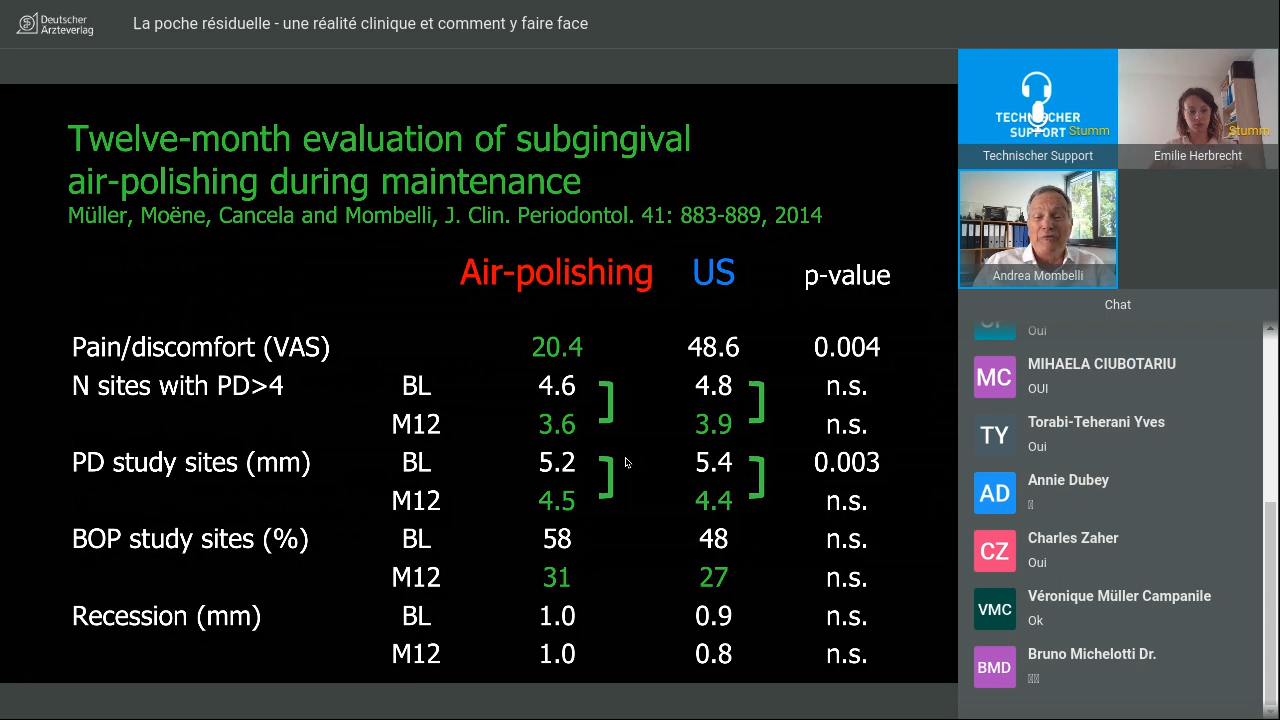 Deutscher
Ärzteverlag
La poche résiduelle - une réalité clinique et comment y faire face
Twelve-month evaluation of subgingival
air-polishing during maintenance
Müller, Moëne, Cancela and Mombelli, J. Clin. Periodontol. 41: 883-889, 2014
Air-polishing US p-value
Pain/discomfort (VAS) 20.4 48.6 0.004
N sites with PD>4 BL 4.6 4.8 n.s.
M12 3.6 3.9 n.s.
PD study sites (mm) BL 5.2 5.4 0.003
M12 4.5 4.4 n.s.
BOP study sites (%) BL 58 48 n.s.
M12 31 27 n.s.
Recession (mm) BL 1.0 0.9 n.s.
M12 1.0 0.8 n.s.
TECHNISCHER
SUPPORT
Stumm
Technischer Support
Stumm
Emilie Herbrecht
Andrea Mombelli
Chat
Oui
MC
MIHAELA CIUBOTARIU
OUI
TY
Torabi-Teherani Yves
Oui
AD
Annie Dubey
CZ
Charles Zaher
Oui
VMC
Véronique Müller Campanile
Ok
BMD
Bruno Michelotti Dr.